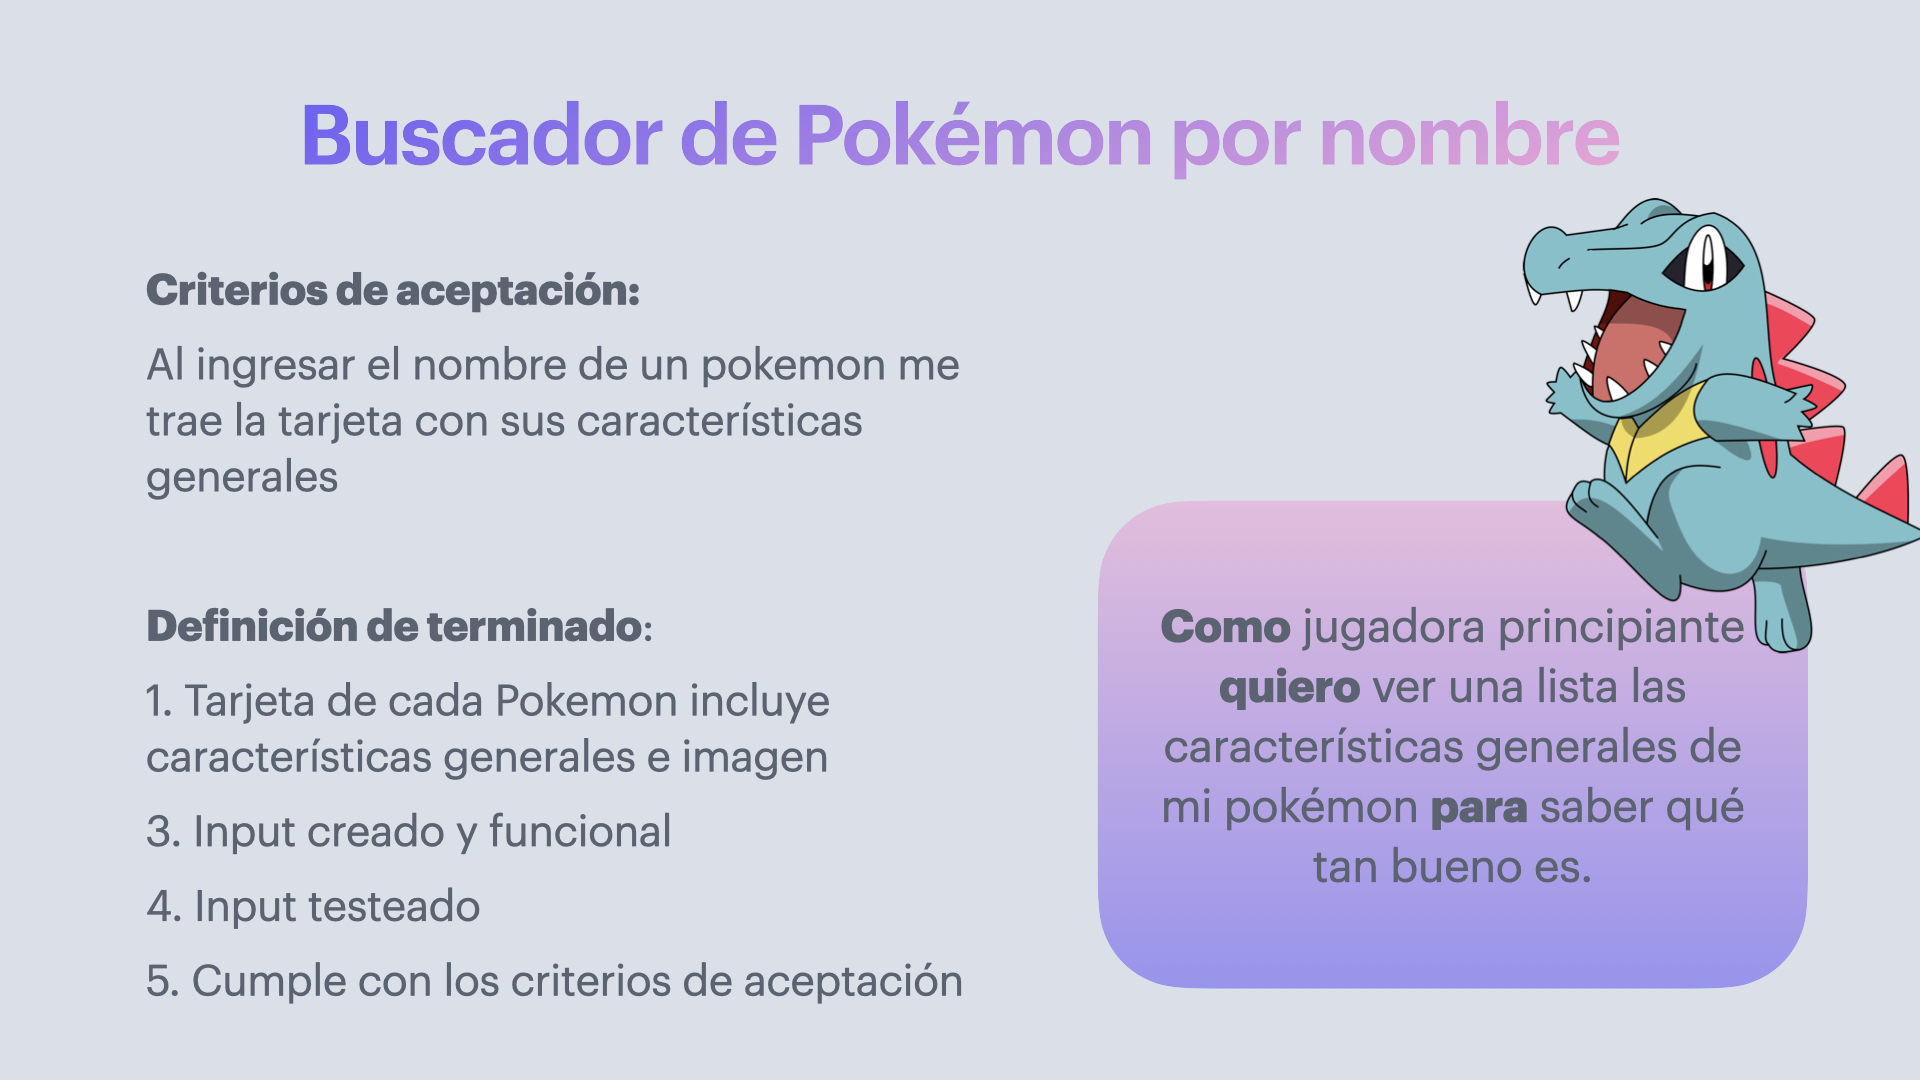 Buscador de Pokémon por nombre
Criterios de aceptación:
Al ingresar el nombre de un pokemon me
trae la tarjeta con sus características
generales
Definición de terminado:
1. Tarjeta de cada Pokemon incluye
características generales e imagen
3. Input creado y funcional
4. Input testeado
5. Cumple con los criterios de aceptación
Como jugadora principiante
quiero ver una lista las
características generales de
mi pokémon para saber qué
tan bueno es.